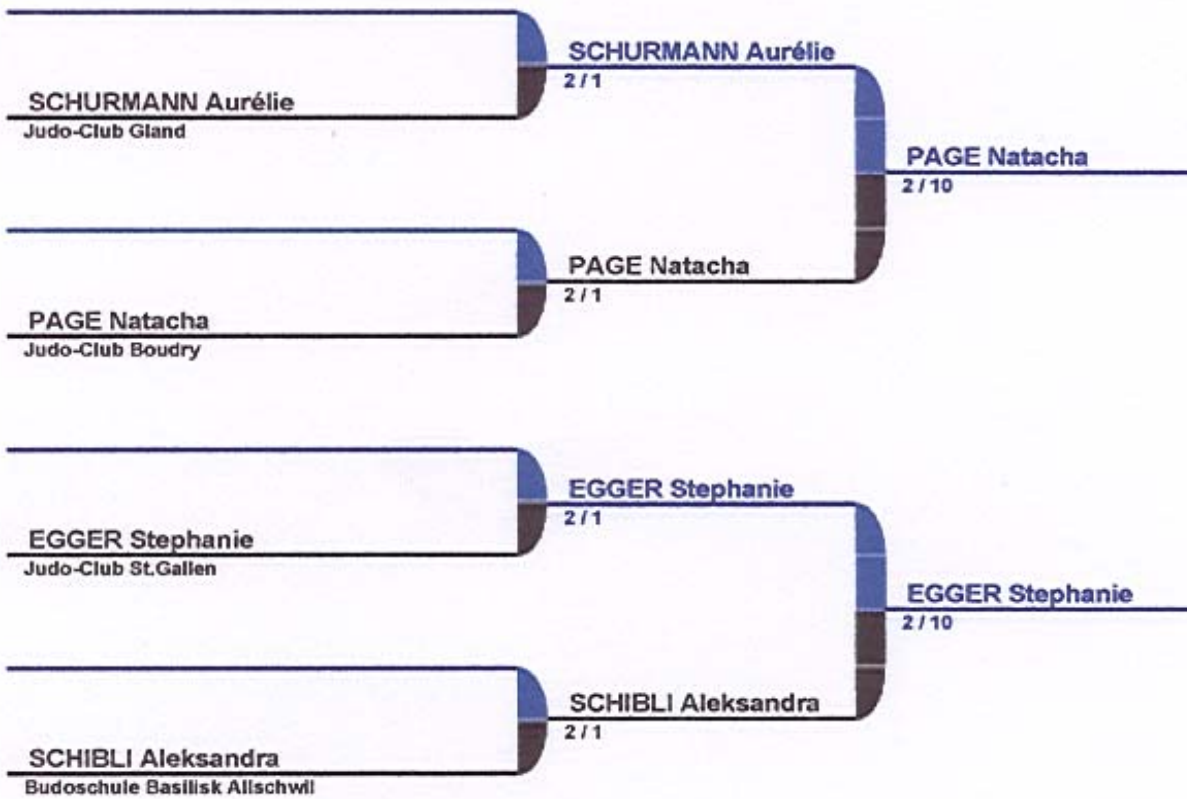 SCHURMANN Aurélie
Judo-Club Gland
PAGE Natacha
Judo-Club Boudry
EGGER Stephanie
Judo-Club St.Gallen
SCHIBLI Aleksandra
Budoschule Basilisk Allschwil
SCHURMANN Aurélie
2 / 1
PAGE Natacha
2 / 1
EGGER Stephanie
2 / 1
SCHIBLI Aleksandra
2 / 1
PAGE Natacha
2 / 10
EGGER Stephanie
2 / 10